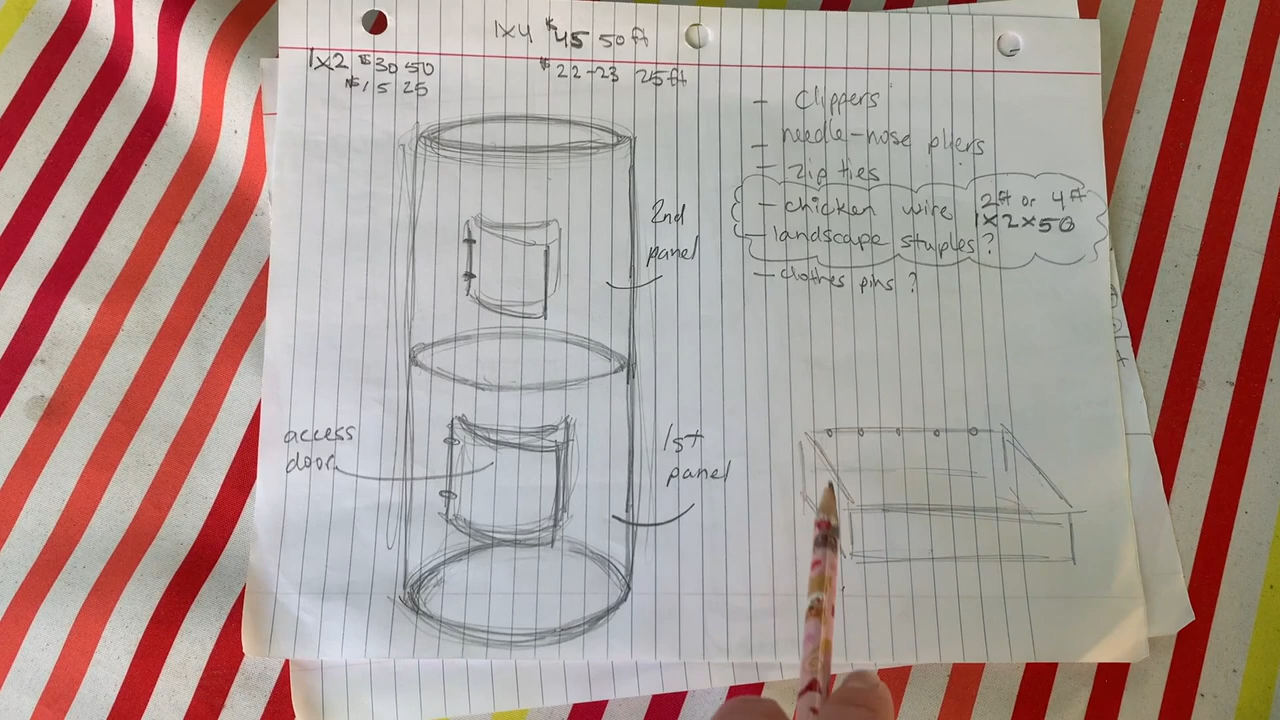 1x4 $45 50ft
1x2 $30 50
$15 25
$22-23 25ft
- clippers
- needle-nose pliers
- zip ties
- chicken wire 2ft or 4ft
1x2x50
- landscape stuples?
- clothes pins?
2nd
panel
access
door
1st
panel